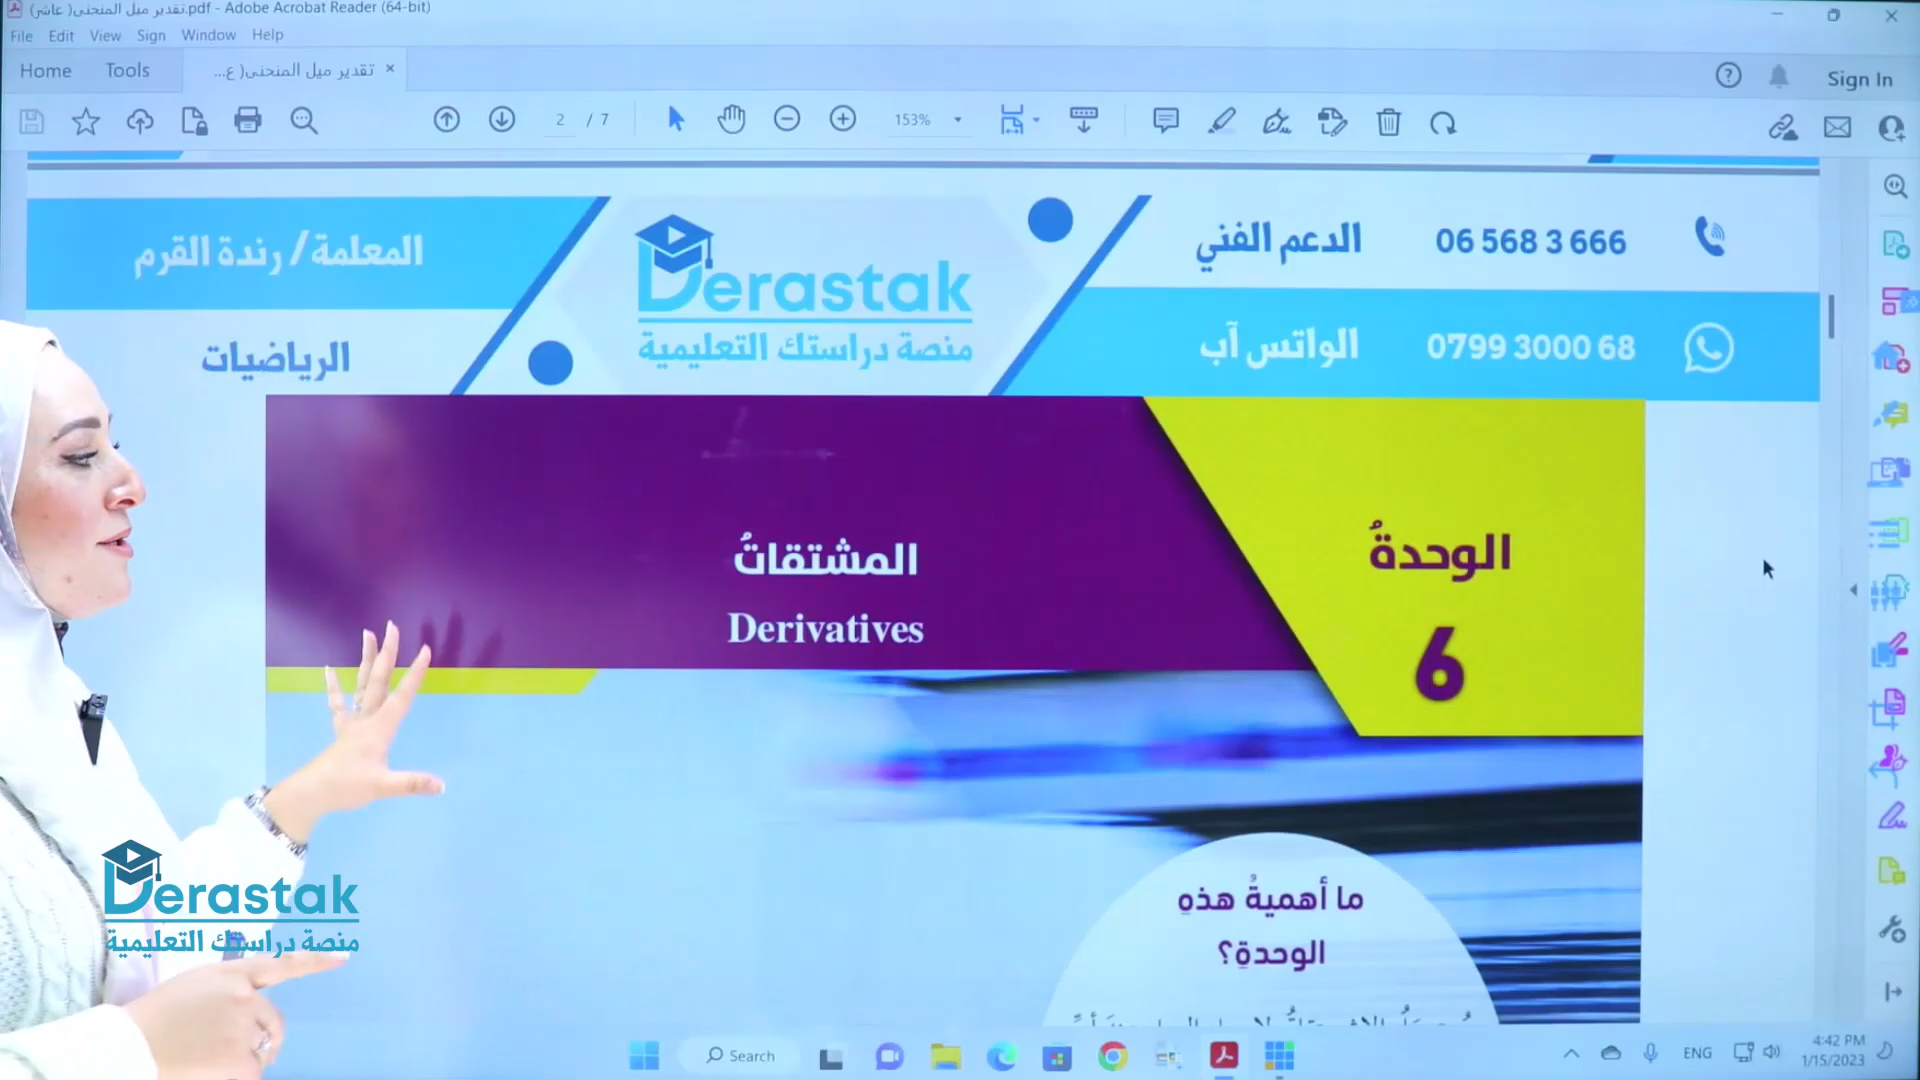 تقدير ميل المنحنى( عاشر).pdf - Adobe Acrobat Reader (64-bit)
File Edit View Sign Window Help
Home Tools تقدير ميل المنحنى( ع... ×
? Sign In
2 / 7 153%
المعلمة/ رندة القرم
الرياضيات
Derastak
منصة دراستك التعليمية
الدعم الفني 06 568 3 666
الواتس آب 0799 3000 68
المشتقاتُ
Derivatives
الوحدةُ
6
ما أهميةُ هذهِ
الوحدةِ؟
Derastak
منصة دراستك التعليمية
Search
ENG
4:42 PM
1/15/2023